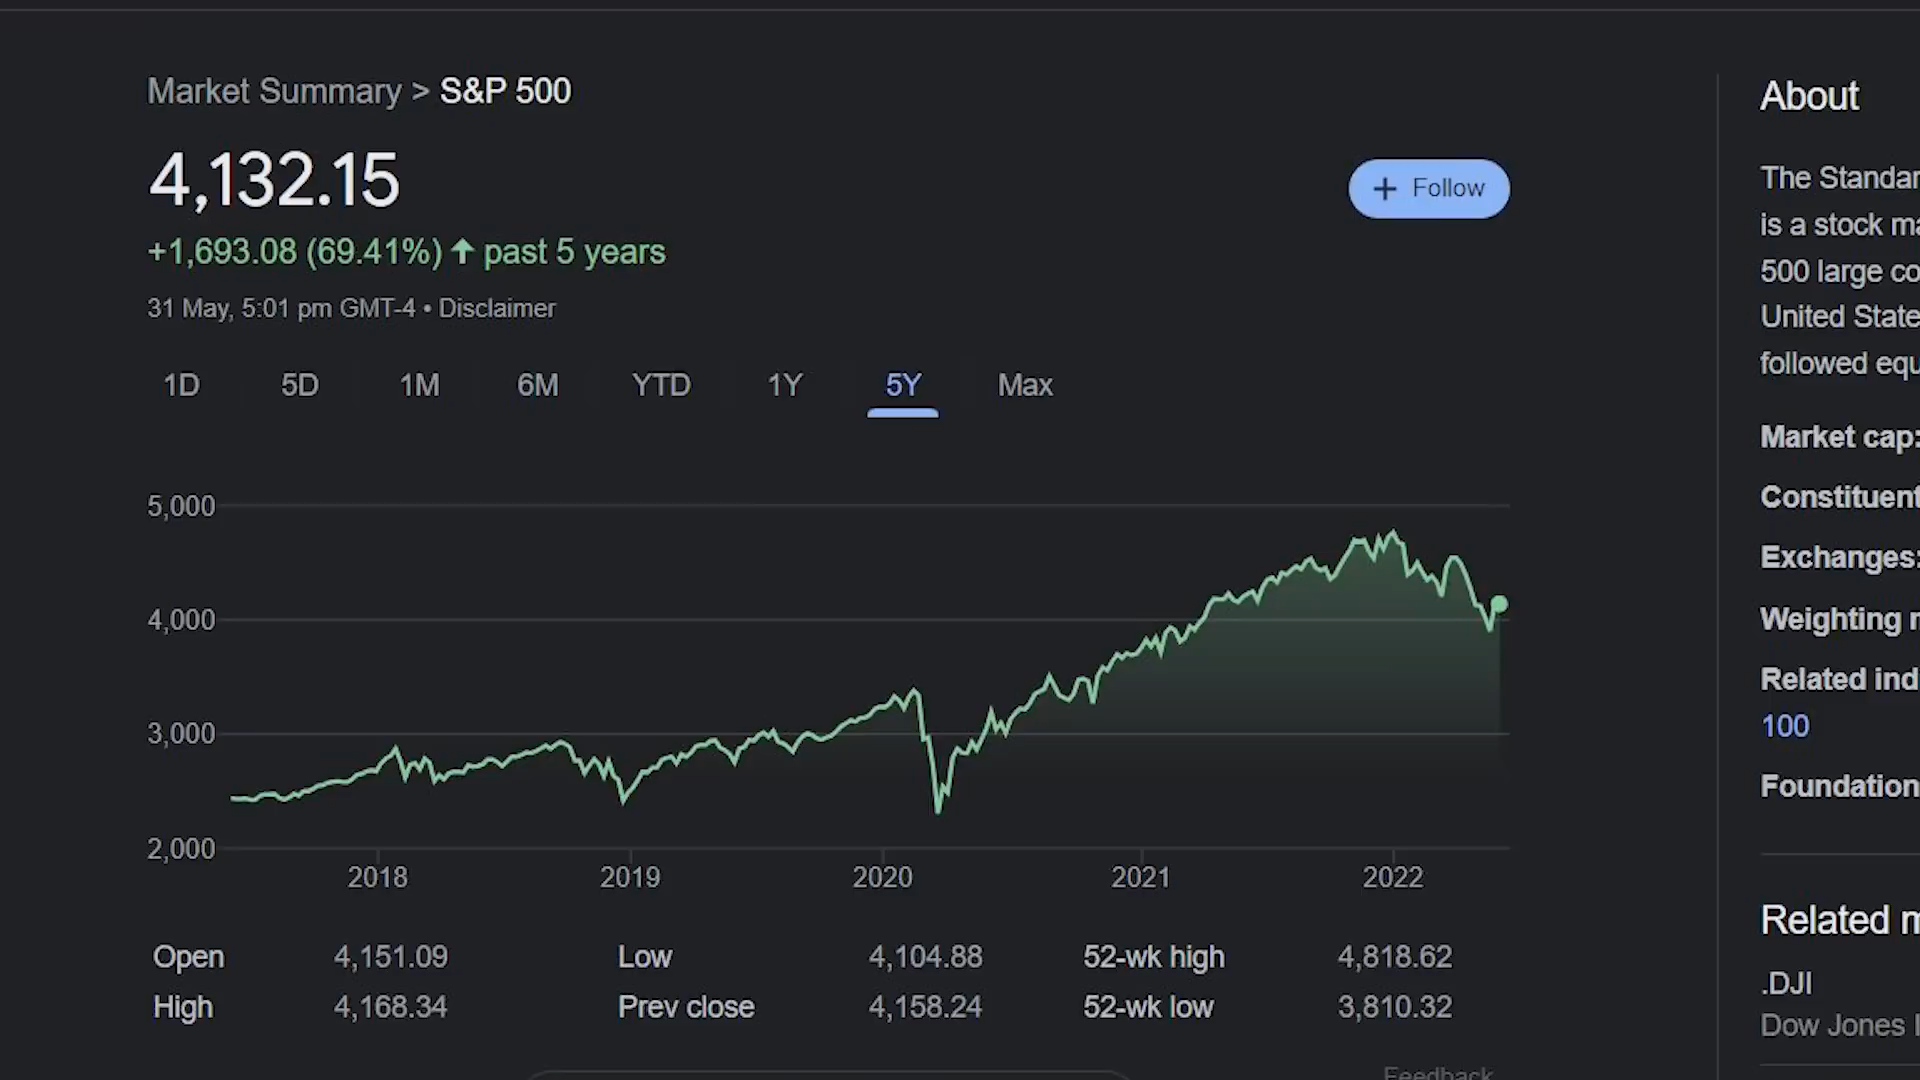 Market Summary > S&P 500
4,132.15
+ Follow
+1,693.08 (69.41%) ↑ past 5 years
31 May, 5:01 pm GMT-4 • Disclaimer
1D 5D 1M 6M YTD 1Y 5Y Max
5,000
4,000
3,000
2,000
2018 2019 2020 2021 2022
Open 4,151.09 Low 4,104.88 52-wk high 4,818.62
High 4,168.34 Prev close 4,158.24 52-wk low 3,810.32
Feedback
About
The Standar
is a stock ma
500 large co
United State
followed equ
Market cap:
Constituent
Exchanges:
Weighting
Related ind
100
Foundation
Related
.DJI
Dow Jones